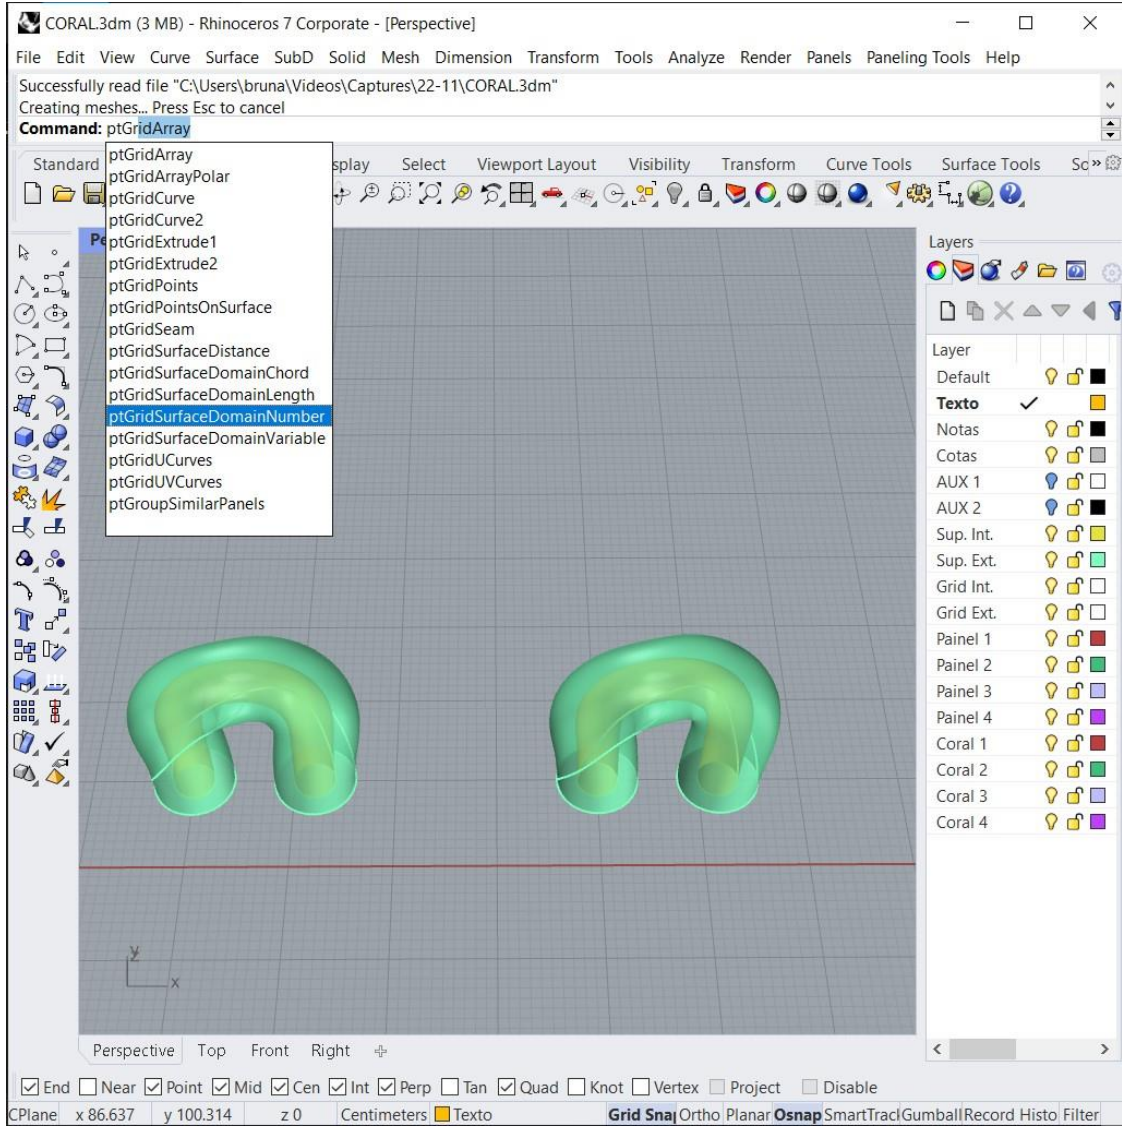 CORAL.3dm (3 MB) - Rhinoceros 7 Corporate - [Perspective]
File Edit View Curve Surface SubD Solid Mesh Dimension Transform Tools Analyze Render Panels Paneling Tools Help
Successfully read file "C:\Users\bruna\Videos\Captures\22-11\CORAL.3dm"
Creating meshes... Press Esc to cancel
Command: ptGridArray
Standard splay Select Viewport Layout Visibility Transform Curve Tools Surface Tools So »
ptGridArray
ptGridArrayPolar
ptGridCurve
ptGridCurve2
ptGridExtrude1
ptGridExtrude2
ptGridPoints
ptGridPointsOnSurface
ptGridSeam
ptGridSurfaceDistance
ptGridSurfaceDomainChord
ptGridSurfaceDomainLength
ptGridSurfaceDomainNumber
ptGridSurfaceDomainVariable
ptGridUCurves
ptGridUVCurves
ptGroupSimilarPanels
Pe
Layers
Layer
Default
Texto
Notas
Cotas
AUX 1
AUX 2
Sup. Int.
Sup. Ext.
Grid Int.
Grid Ext.
Painel 1
Painel 2
Painel 3
Painel 4
Coral 1
Coral 2
Coral 3
Coral 4
y
x
Perspective Top Front Right
End Near Point Mid Cen Int Perp Tan Quad Knot Vertex Project Disable
CPlane x 86.637 y 100.314 z 0 Centimeters Texto Grid Snap Ortho Planar Osnap SmartTrack Gumball Record Histo Filter